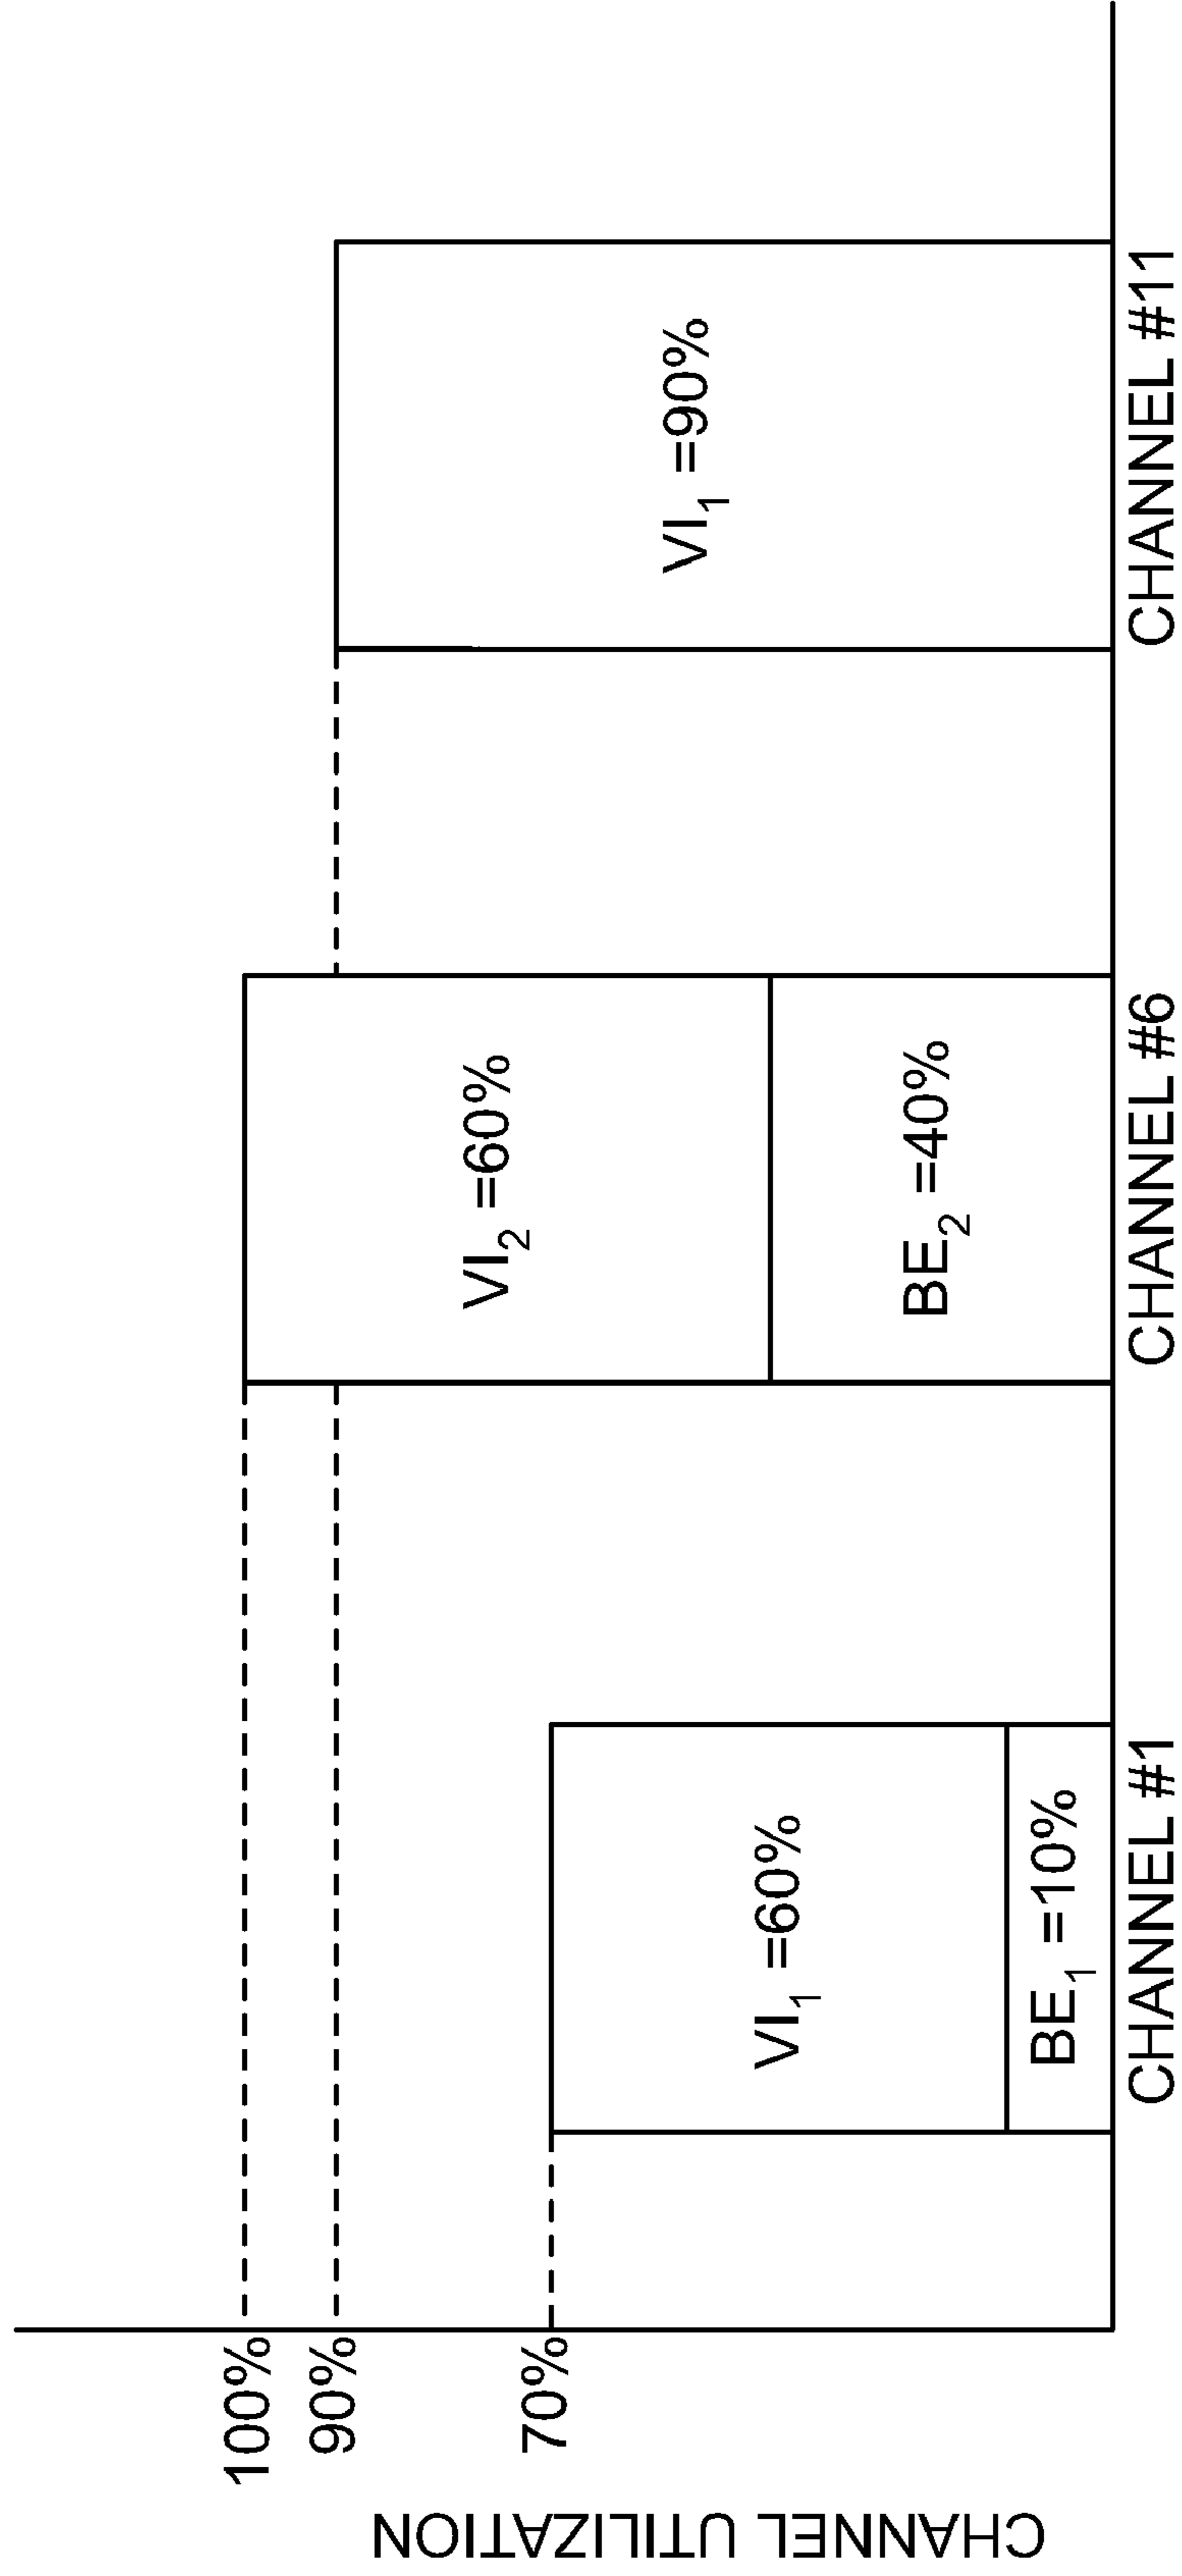 CHANNEL UTILIZATION
100%
90%
70%
VI1 =60%
BE1 =10%
CHANNEL #1
VI2 =60%
BE2 =40%
CHANNEL #6
VI1 =90%
CHANNEL #11